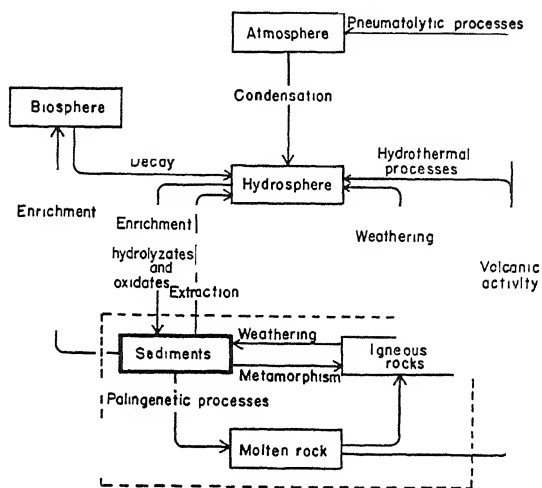 Pneumatolytic processes
Atmosphere
Condensation
Biosphere
Decay
Hydrothermal
processes
Hydrosphere
Enrichment
Enrichment
Weathering
hydrolyzates
and
oxidates
Extraction
Volcanic
activity
Weathering
Sediments
Igneous
rocks
Metamorphism
Palingenetic processes
Molten rock